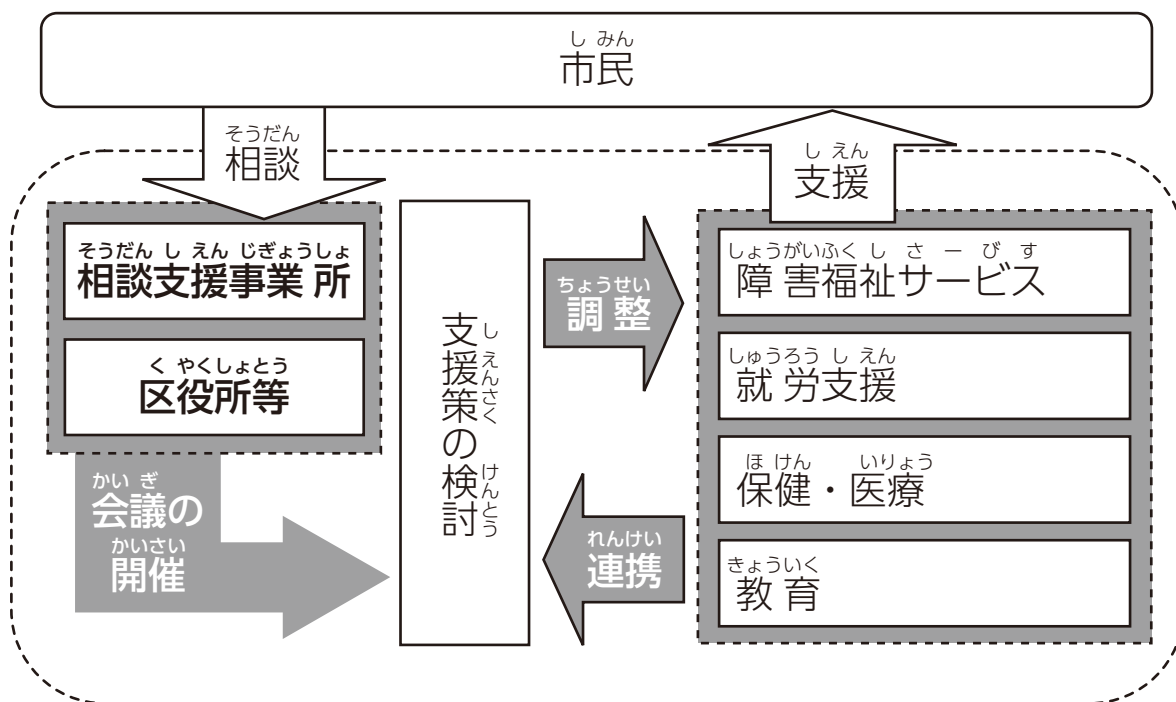 しみん
市民
そうだん
相談
しえん
支援
そうだんしえんじぎょうしょ
相談支援事業所
くやくしょとう
区役所等
かいぎ
会議の
かいさい
開催
しえんさく けんとう
支援策の検討
ちょうせい
調整
れんけい
連携
しょうがいふくしさーびす
障害福祉サービス
しゅうろうしえん
就労支援
ほけん いりょう
保健・医療
きょういく
教育